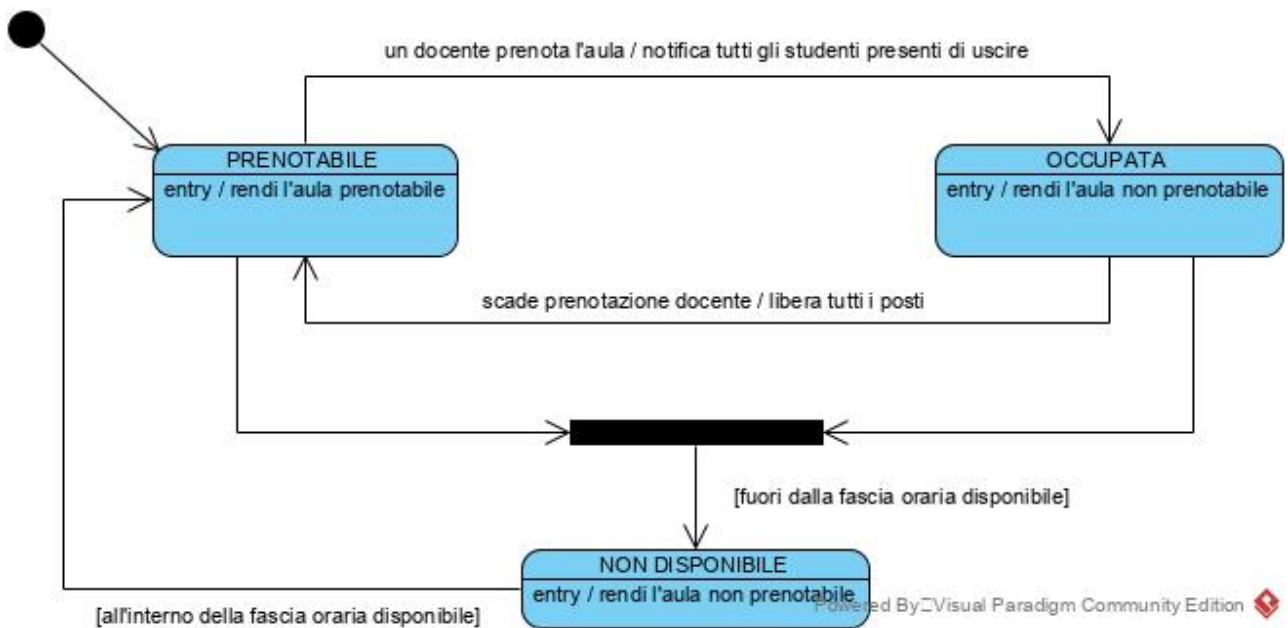 un docente prenota l'aula / notifica tutti gli studenti presenti di uscire
PRENOTABILE
entry / rendi l'aula prenotabile
OCCUPATA
entry / rendi l'aula non prenotabile
scade prenotazione docente / libera tutti i posti
[fuori dalla fascia oraria disponibile]
NON DISPONIBILE
entry / rendi l'aula non prenotabile
Powered By Visual Paradigm Community Edition
[all'interno della fascia oraria disponibile]